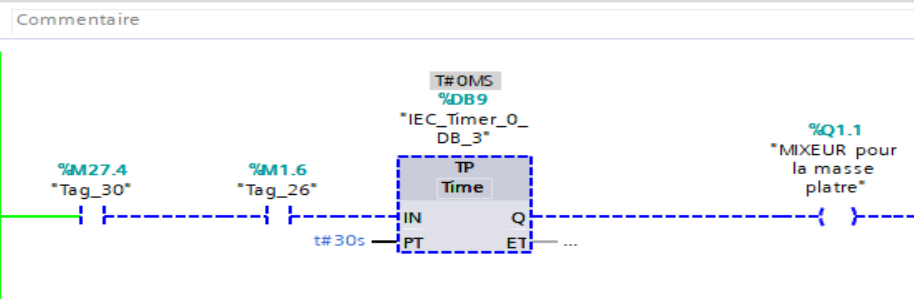 Commentaire
T#0MS
%DB9
"IEC_Timer_0_
DB_3"
%Q1.1
"MIXEUR pour
la masse
platre"
%M27.4
"Tag_30"
%M1.6
"Tag_26"
TP
Time
IN
Q
t#30s
PT
ET
...